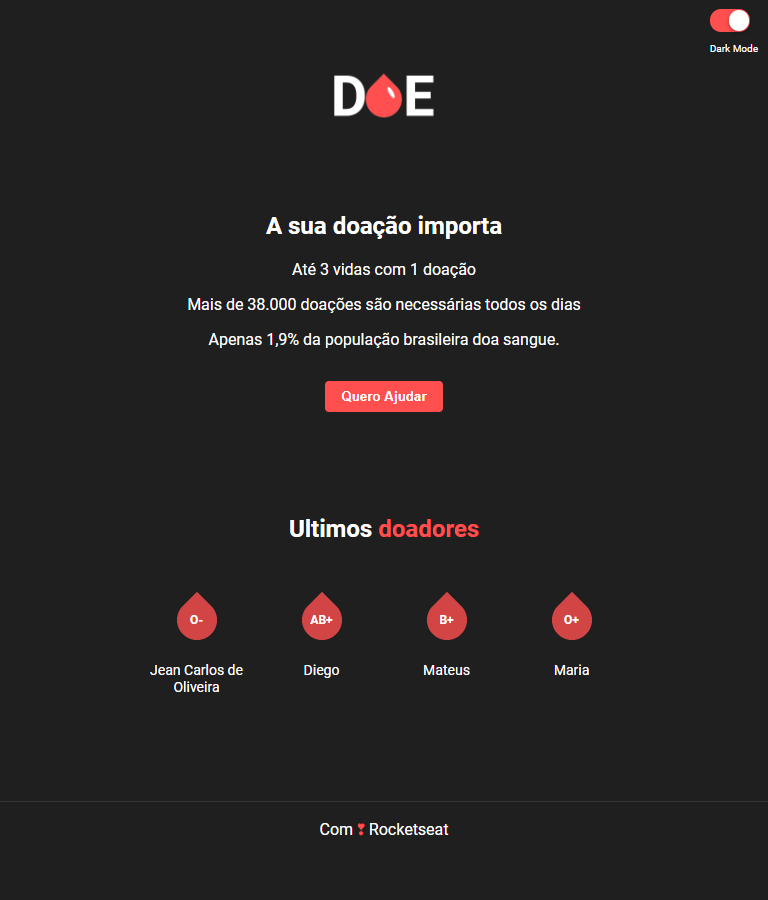 Dark Mode
DOE
A sua doação importa
Até 3 vidas com 1 doação
Mais de 38.000 doações são necessárias todos os dias
Apenas 1,9% da população brasileira doa sangue.
Quero Ajudar
Ultimos doadores
O-
AB+
B+
O+
Jean Carlos de
Oliveira
Diego
Mateus
Maria
Com ❣ Rocketseat